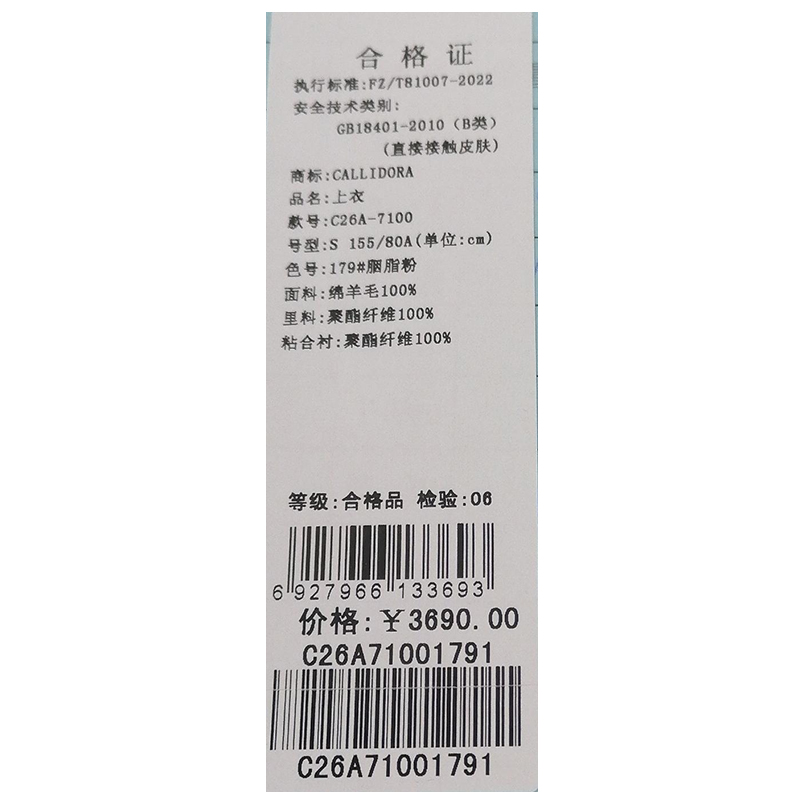 合格证
执行标准:FZ/T81007-2022
安全技术类别:
GB18401-2010（B类）
(直接接触皮肤)
商标:CALLIDORA
品名:上衣
款号:C26A-7100
号型:S 155/80A(单位:cm)
色号:179#胭脂粉
面料:绵羊毛100%
里料:聚酯纤维100%
粘合衬:聚酯纤维100%
等级:合格品 检验:06
6 927966 133693
价格:￥3690.00
C26A71001791
C26A71001791